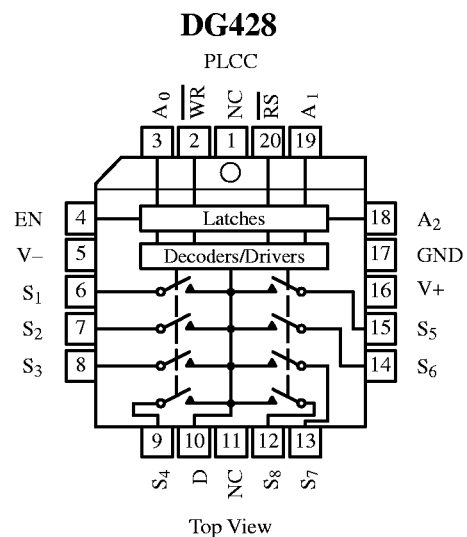 DG428
PLCC
A0 WR NC RS A1
3 2 1 20 19
EN 4 Latches 18 A2
V– 5 Decoders/Drivers 17 GND
S1 6 16 V+
S2 7 15 S5
S3 8 14 S6
9 10 11 12 13
S4 D NC S8 S7
Top View